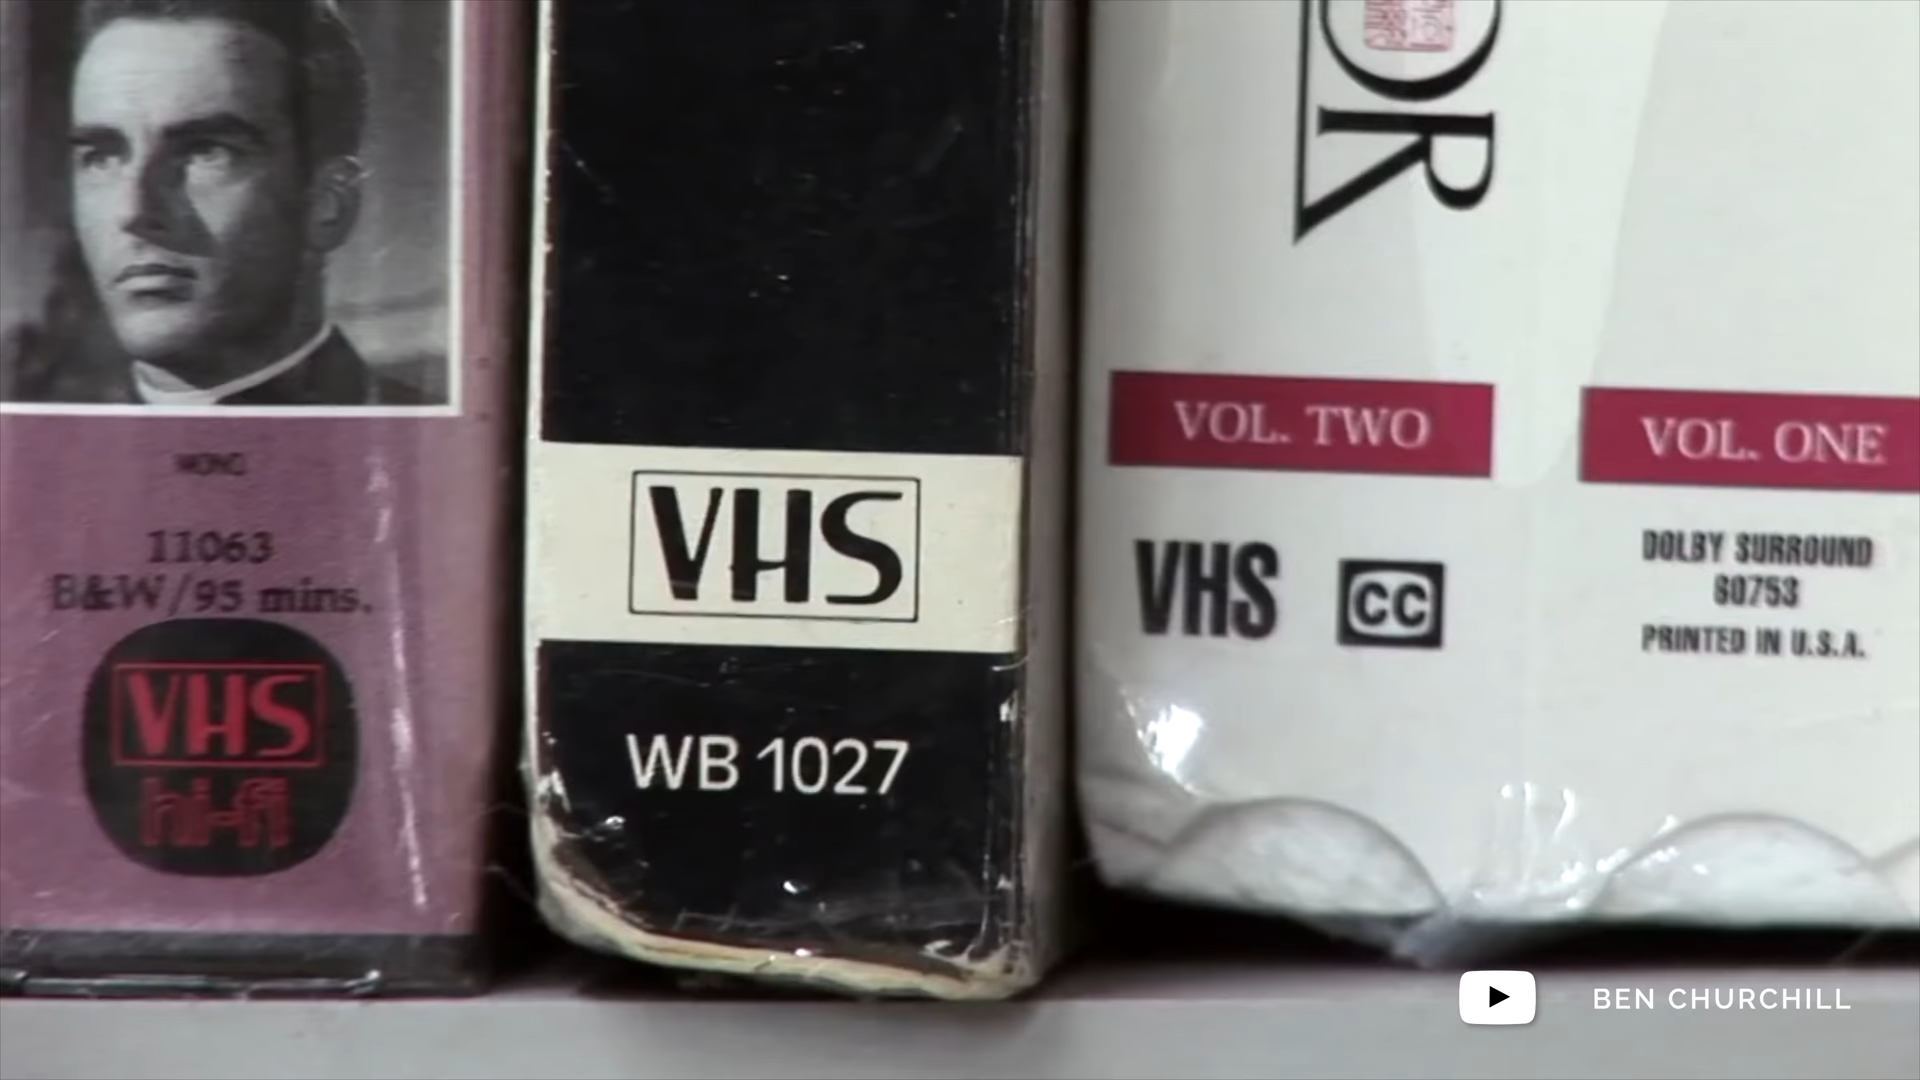 MONO
11063
B&W/95 mins.
VHS
hi-fi
VHS
WB 1027
OR
VOL. TWO
VHS
CC
VOL. ONE
DOLBY SURROUND
80753
PRINTED IN U.S.A.
BEN CHURCHILL